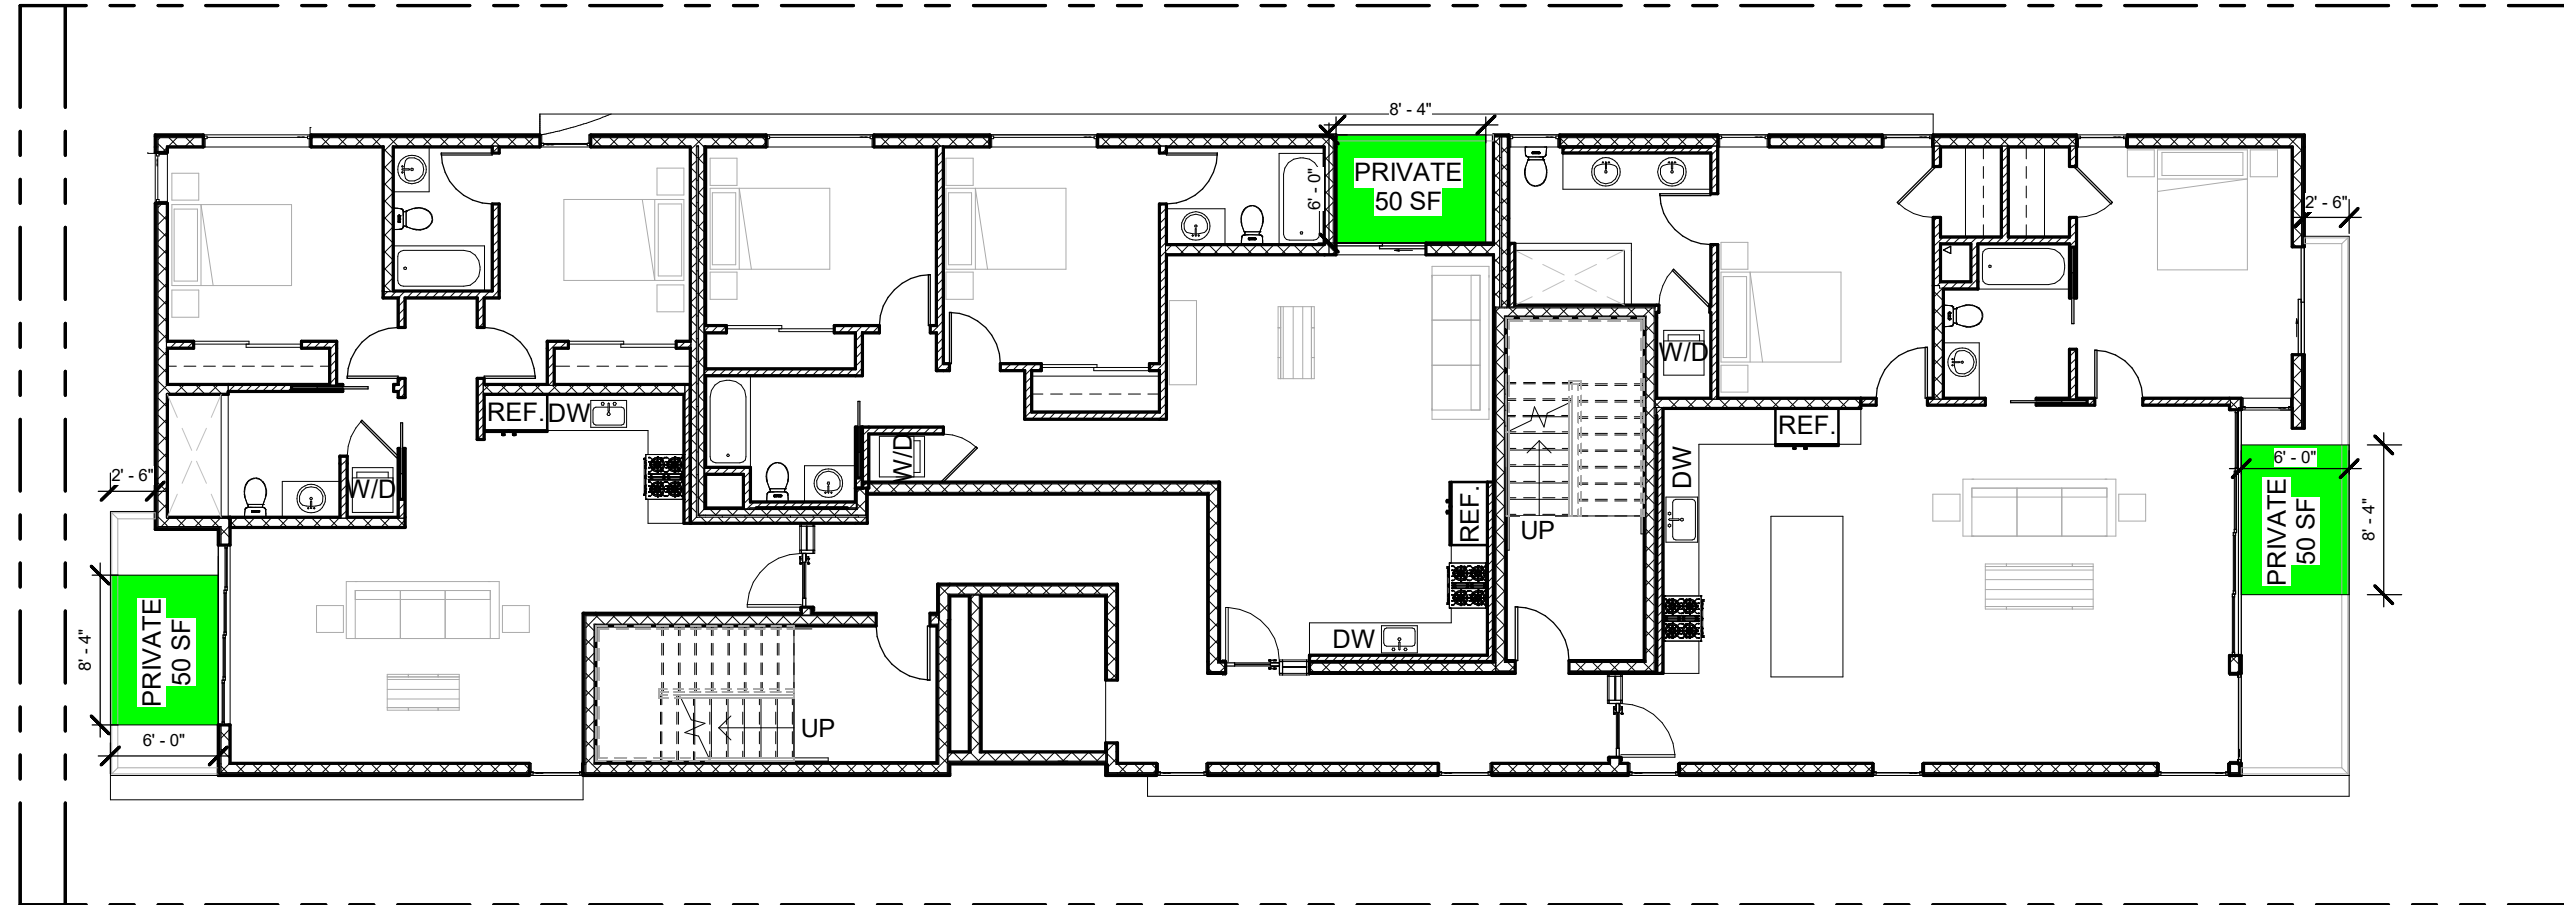 8' - 4"
6' - 0"
PRIVATE
50 SF
2' - 6"
W/D
REF.
DW
REF.
DW
6' - 0"
PRIVATE
50 SF
8' - 4"
W/D
2' - 6"
W/D
REF.
UP
PRIVATE
50 SF
8' - 4"
6' - 0"
DW
UP